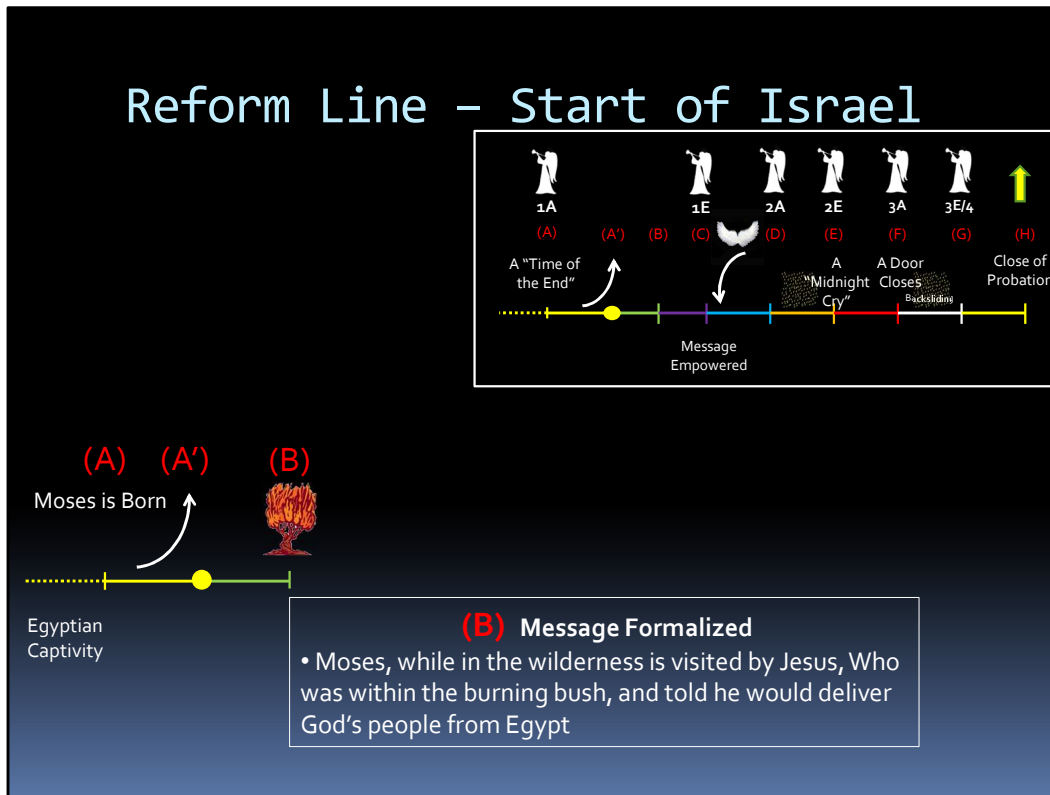 Reform Line – Start of Israel
1A 1E 2A 2E 3A 3E/4
(A) (A’) (B) (C) (D) (E) (F) (G) (H)
A “Time of
the End”
A
“Midnight
Cry”
A Door
Closes
Backsliding
Close of
Probation
Message
Empowered
(A) (A’) (B)
Moses is Born
Egyptian
Captivity
(B) Message Formalized
• Moses, while in the wilderness is visited by Jesus, Who
was within the burning bush, and told he would deliver
God’s people from Egypt